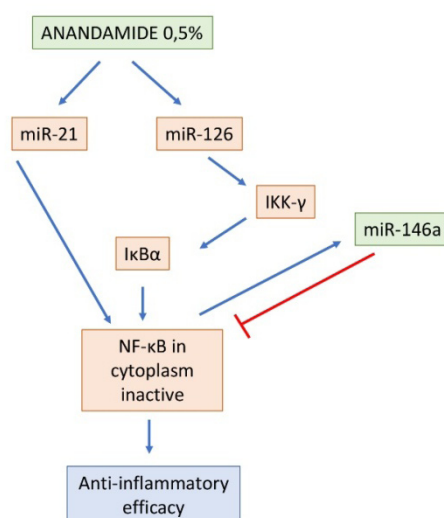 ANANDAMIDE 0,5%
miR-21
miR-126
IKK-γ
miR-146a
IκBα
NF-κB in
cytoplasm
inactive
Anti-inflammatory
efficacy